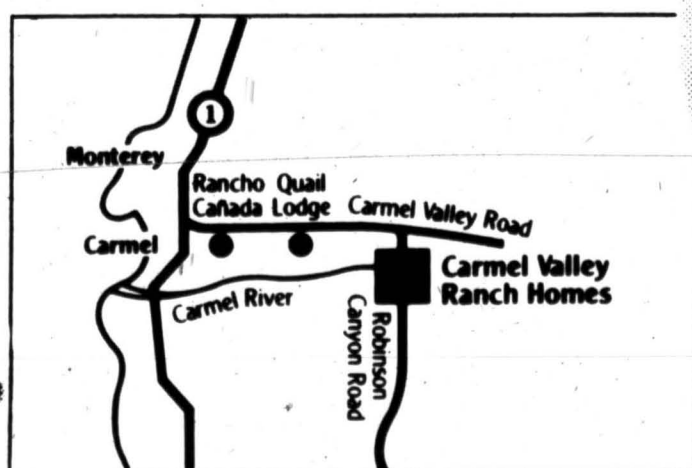 1
Monterey
Rancho Quail
Cañada Lodge
Carmel Valley Road
Carmel
Carmel Valley
Ranch Homes
Carmel River
Robinson
Canyon Road